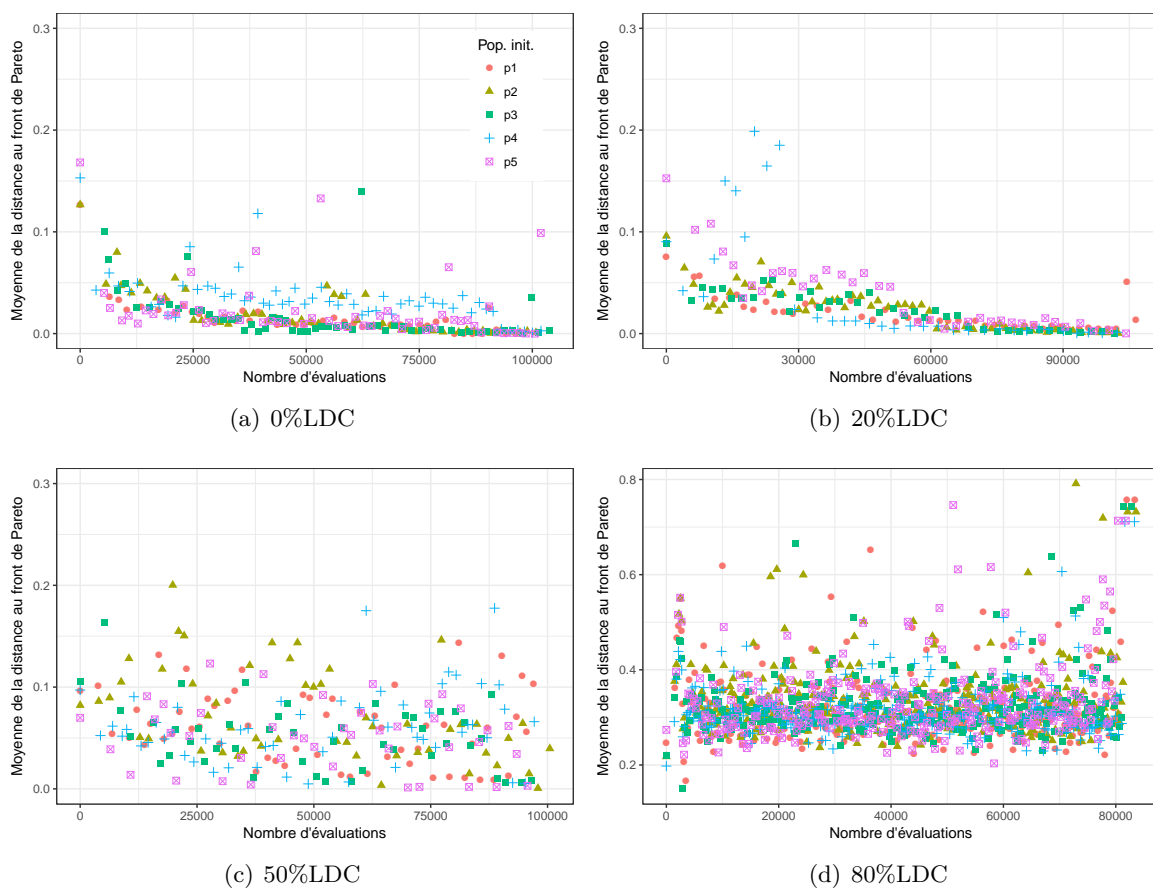 Moyenne de la distance au front de Pareto
0.3
0.2
0.1
0.0
Pop. init.
p1
p2
p3
p4
p5
0 25000 50000 75000 100000
Nombre d'évaluations
(a) 0%LDC
Moyenne de la distance au front de Pareto
0.3
0.2
0.1
0.0
0 30000 60000 90000
Nombre d'évaluations
(b) 20%LDC
Moyenne de la distance au front de Pareto
0.3
0.2
0.1
0.0
0 25000 50000 75000 100000
Nombre d'évaluations
(c) 50%LDC
Moyenne de la distance au front de Pareto
0.8
0.6
0.4
0.2
0 20000 40000 60000 80000
Nombre d'évaluations
(d) 80%LDC